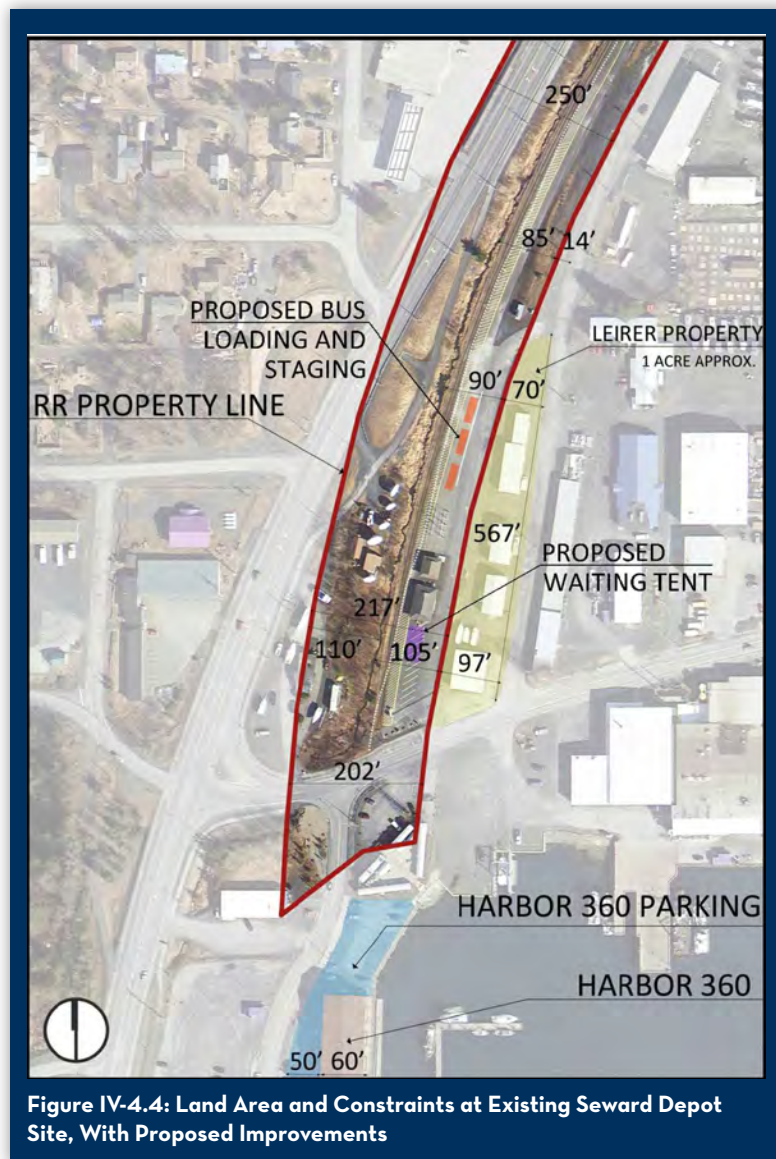 250'
85' 14'
PROPOSED BUS
LOADING AND
STAGING
LEIRER PROPERTY
1 ACRE APPROX.
90' 70'
RR PROPERTY LINE
567'
PROPOSED
WAITING TENT
217'
110' 105' 97'
202'
HARBOR 360 PARKING
HARBOR 360
50' 60'
Figure IV-4.4: Land Area and Constraints at Existing Seward Depot
Site, With Proposed Improvements